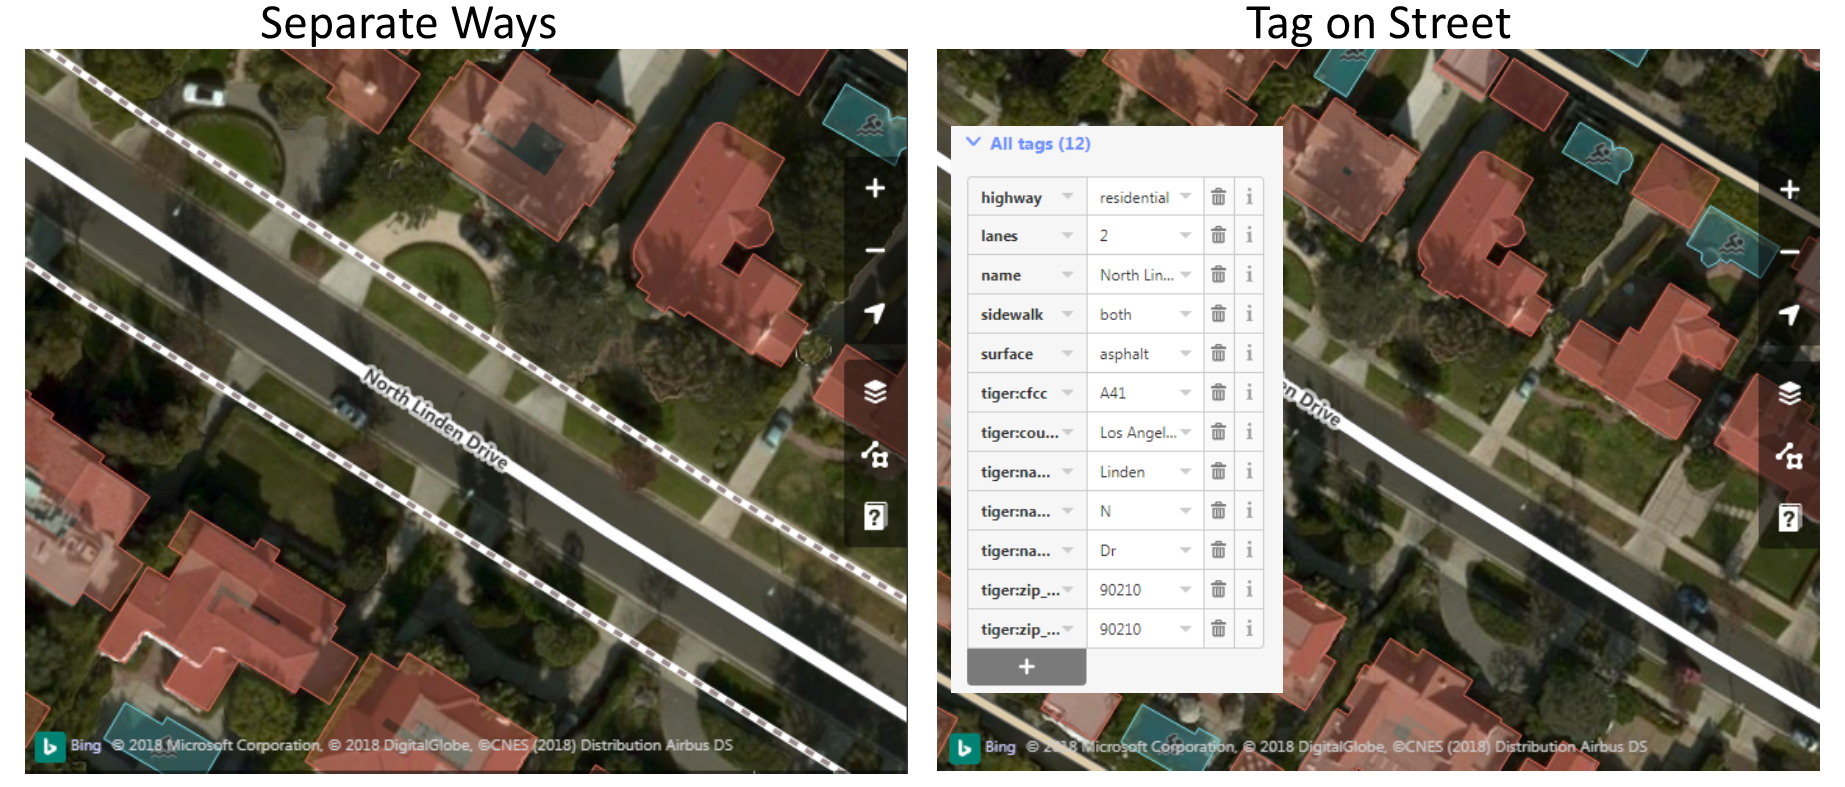 Separate Ways
Tag on Street
North Linden Drive
Bing © 2018 Microsoft Corporation, © 2018 DigitalGlobe, ©CNES (2018) Distribution Airbus DS
All tags (12)
highway residential
lanes 2
name North Lin...
sidewalk both
surface asphalt
tiger:cfcc A41
tiger:cou... Los Angel...
tiger:na... Linden
tiger:na... N
tiger:na... Dr
tiger:zip_... 90210
tiger:zip_... 90210
+
en Drive
Bing © 2018 Microsoft Corporation, © 2018 DigitalGlobe, ©CNES (2018) Distribution Airbus DS